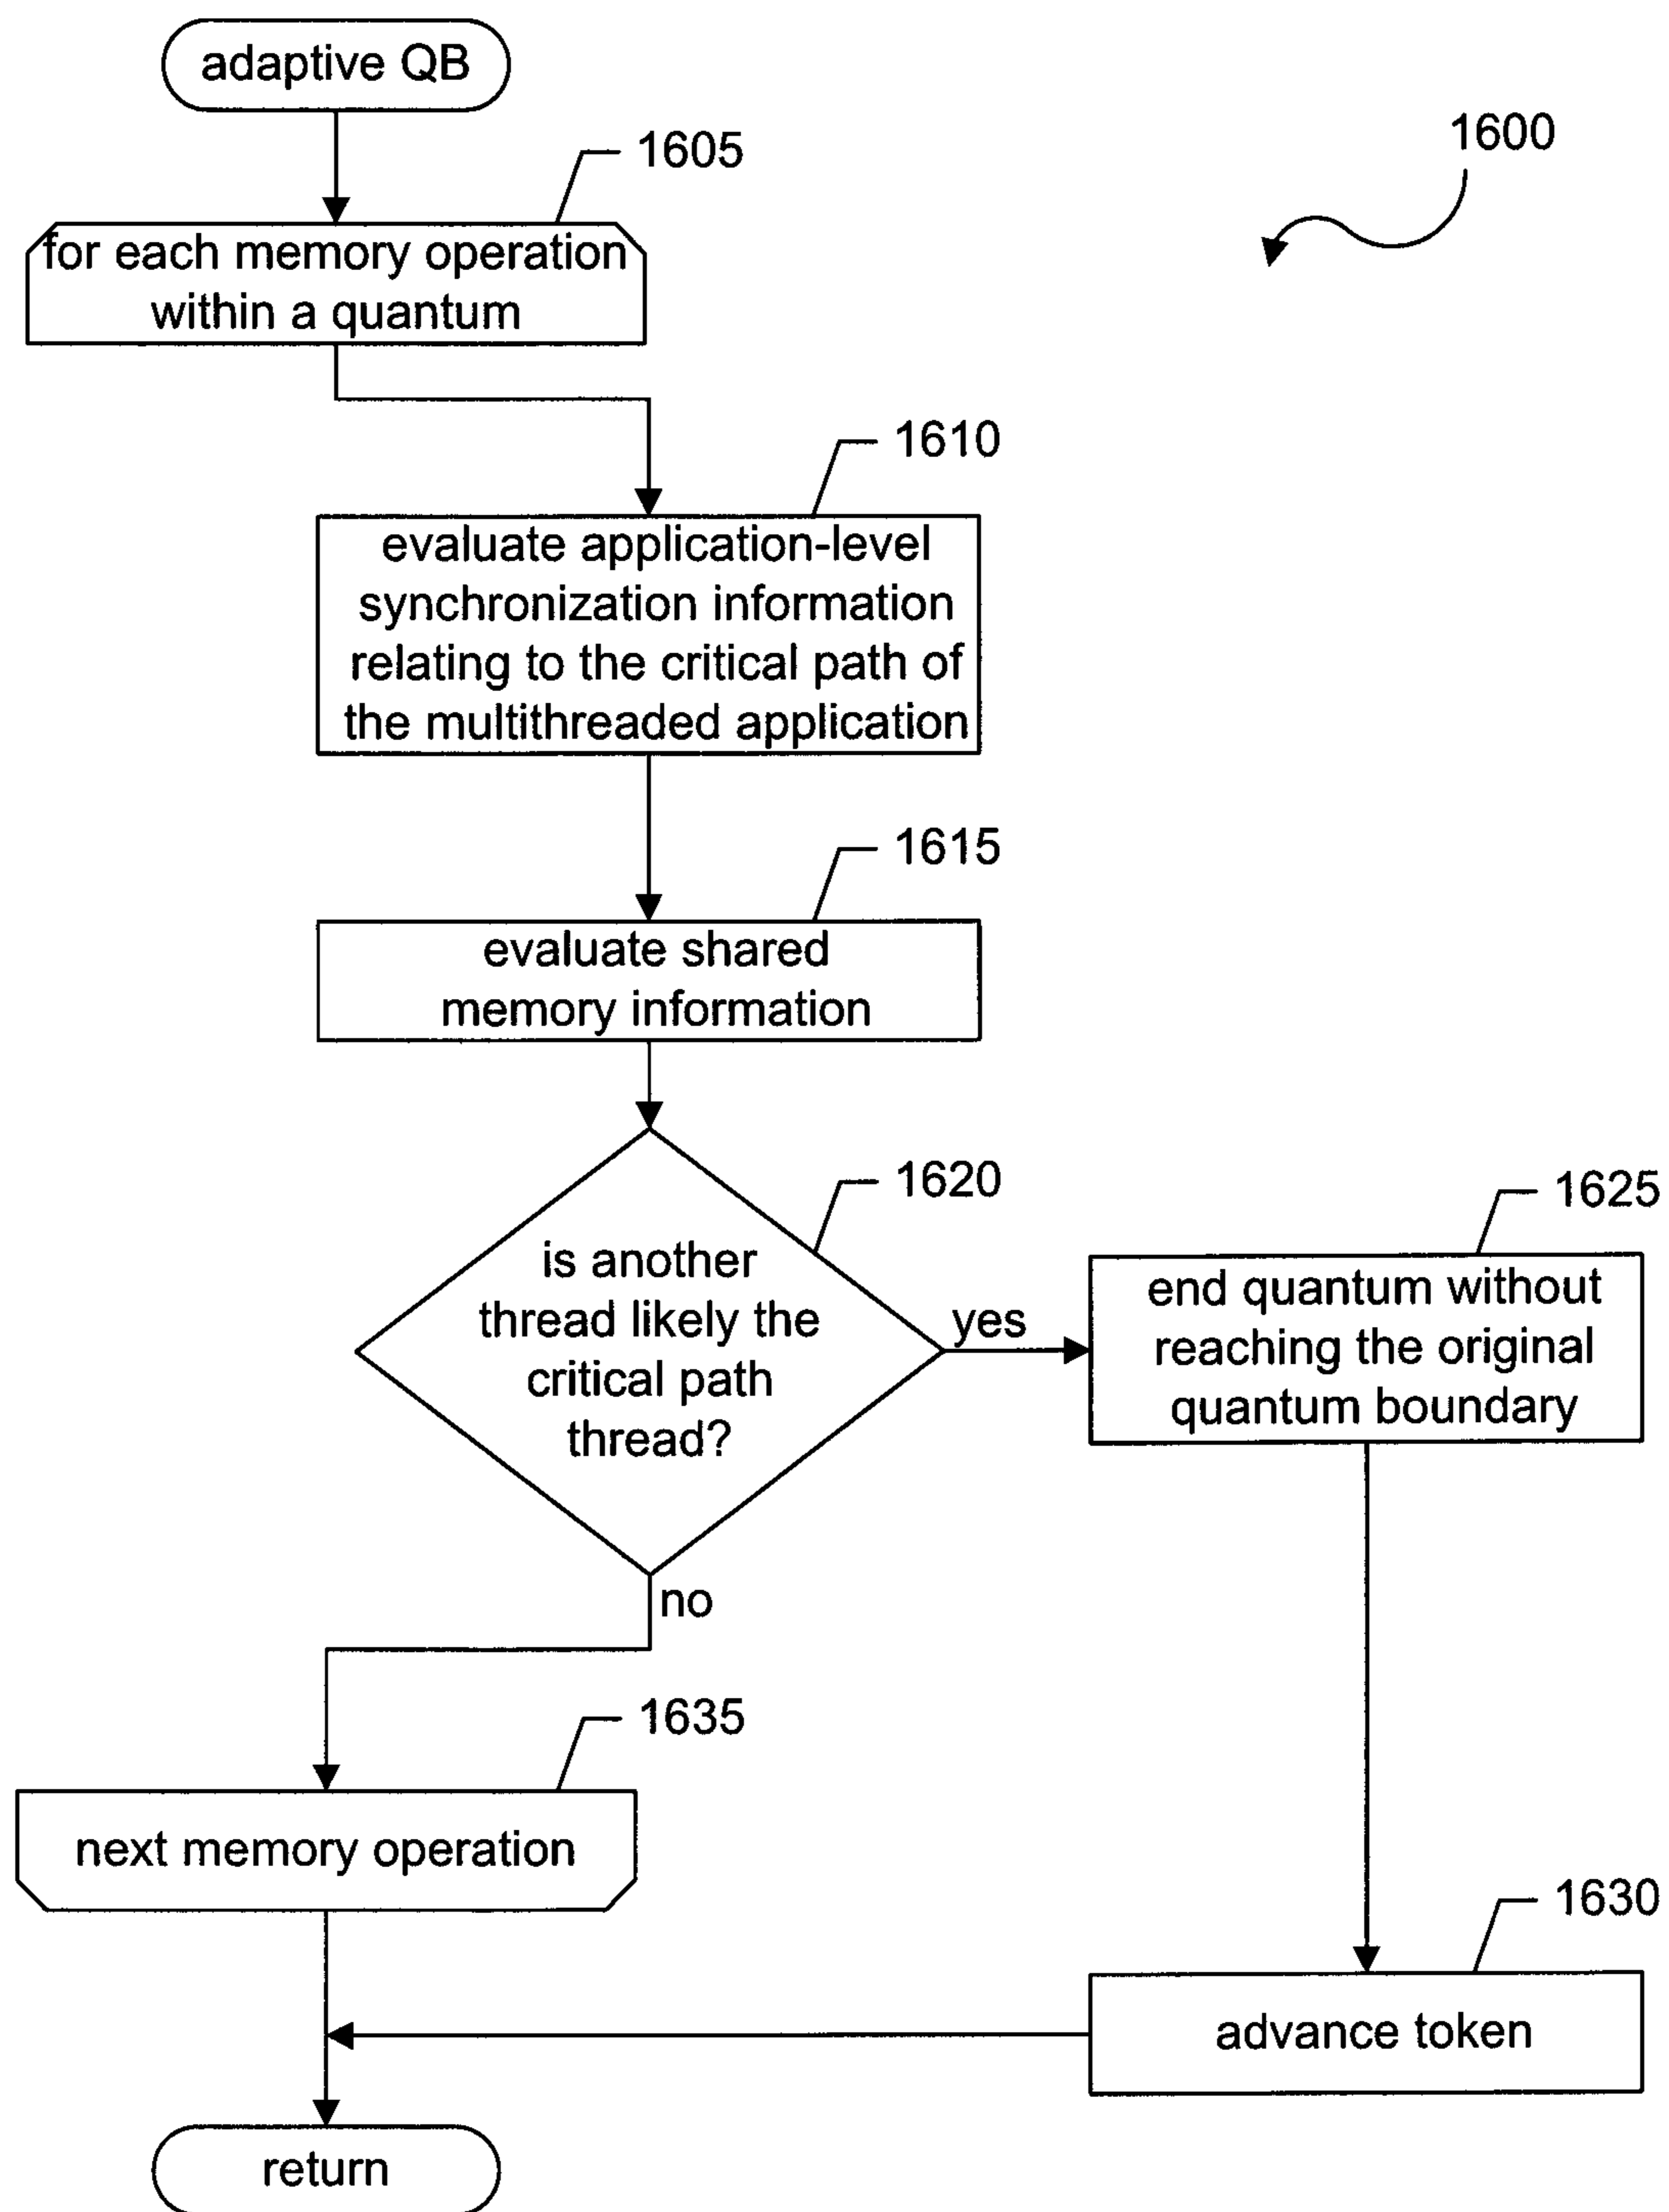 adaptive QB
1605
1600
for each memory operation
within a quantum
1610
evaluate application-level
synchronization information
relating to the critical path of
the multithreaded application
1615
evaluate shared
memory information
1620
1625
is another
thread likely the
critical path
thread?
yes
end quantum without
reaching the original
quantum boundary
no
1635
next memory operation
1630
advance token
return